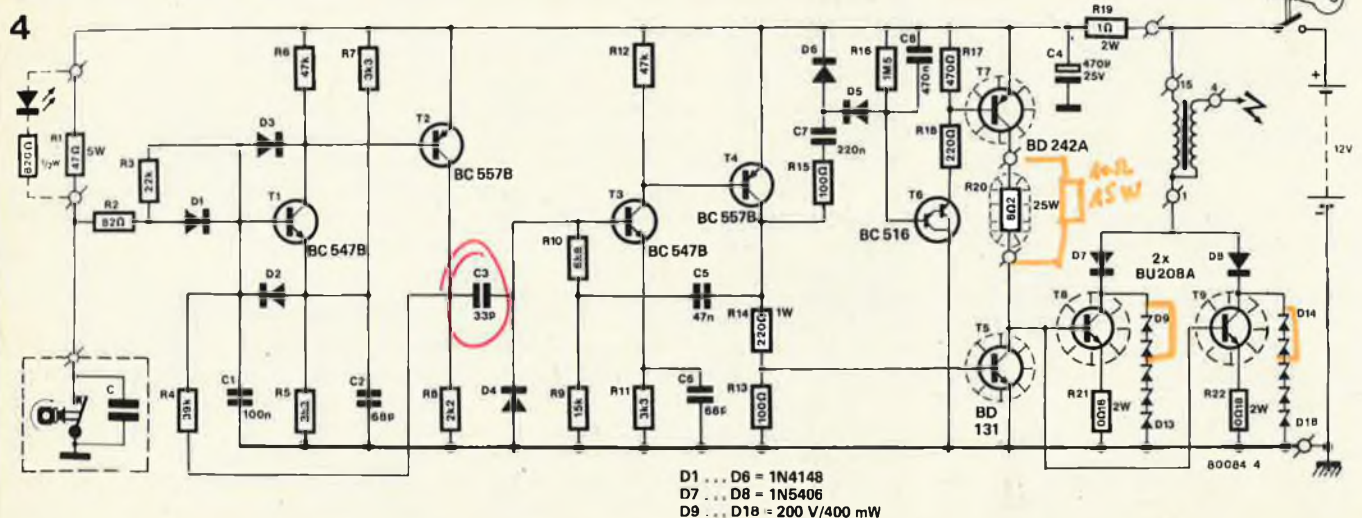 4
820Ω
½W
R1
47Ω
5W
R2
82Ω
R3
22k
D1
D3
R6
47k
R7
3k3
T1
BC 547B
T2
BC 557B
D2
R4
39k
C1
100n
R5
3k3
C2
68p
C
C3
33p
R8
2k2
D4
R12
47k
T3
BC 547B
T4
BC 557B
R10
6k8
C5
47n
R14
220Ω
1W
R9
15k
R11
3k3
C6
68p
R13
100Ω
D6
D5
C7
220n
R15
100Ω
R16
1M5
C8
470n
R17
470Ω
R18
220Ω
T6
BC 516
T7
BD 242A
R20
8Ω2
25W
15W
T5
BD
131
C4
470µ
25V
R19
1Ω
2W
15
4
1
+
12V
–
D7
D8
2x
BU208A
T8
T9
D9
D13
D14
D18
R21
0Ω18
2W
R22
0Ω18
2W
80084 4
D1 ... D6 = 1N4148
D7 ... D8 = 1N5406
D9 ... D18 = 200 V/400 mW